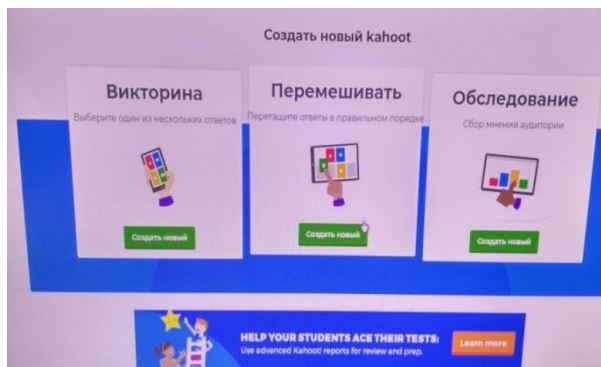 Создать новый kahoot
Викторина
Выберите один из нескольких ответов
Создать новый
Перемешивать
Перетащите ответы в правильном порядке
Создать новый
Обследование
Сбор мнений аудитории
Создать новый
HELP YOUR STUDENTS ACE THEIR TESTS:
Use advanced Kahoot! reports for review and prep.
Learn more